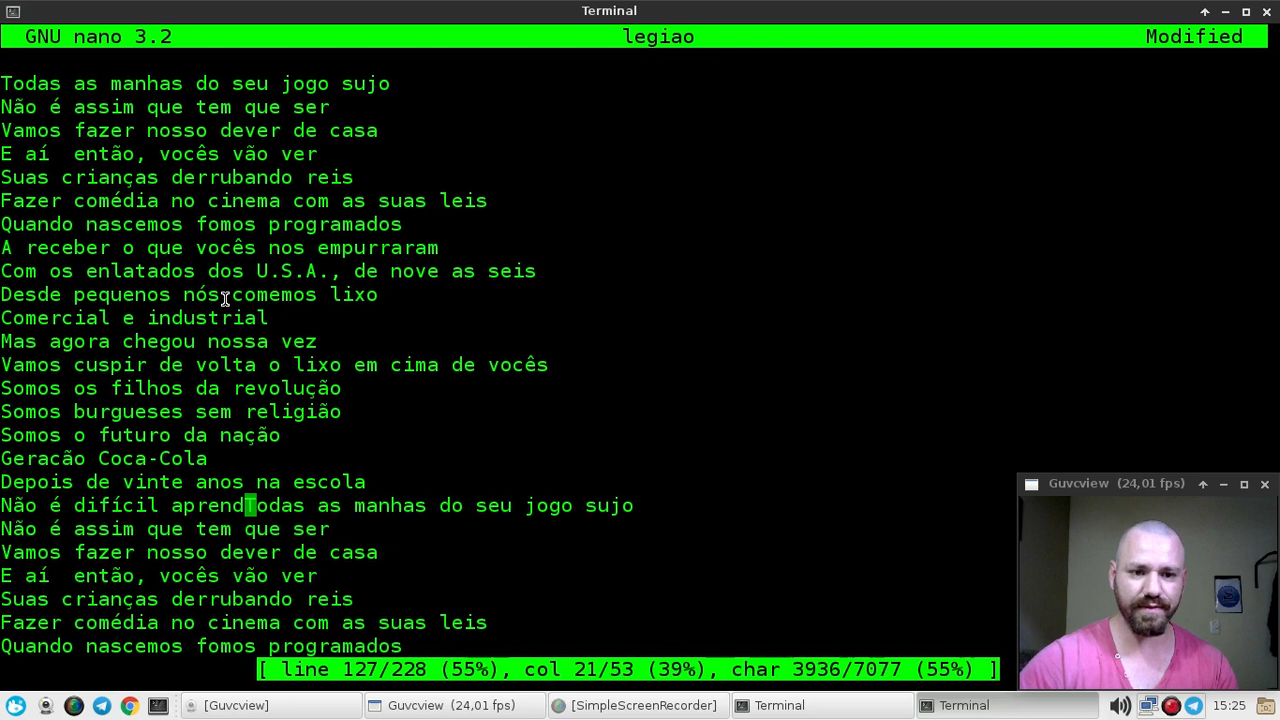 Terminal
GNU nano 3.2 legiao Modified
Todas as manhas do seu jogo sujo
Não é assim que tem que ser
Vamos fazer nosso dever de casa
E aí  então, vocês vão ver
Suas crianças derrubando reis
Fazer comédia no cinema com as suas leis
Quando nascemos fomos programados
A receber o que vocês nos empurraram
Com os enlatados dos U.S.A., de nove as seis
Desde pequenos nós comemos lixo
Comercial e industrial
Mas agora chegou nossa vez
Vamos cuspir de volta o lixo em cima de vocês
Somos os filhos da revolução
Somos burgueses sem religião
Somos o futuro da nação
Geracão Coca-Cola
Depois de vinte anos na escola
Não é difícil aprendTodas as manhas do seu jogo sujo
Não é assim que tem que ser
Vamos fazer nosso dever de casa
E aí  então, vocês vão ver
Suas crianças derrubando reis
Fazer comédia no cinema com as suas leis
Quando nascemos fomos programados
[ line 127/228 (55%), col 21/53 (39%), char 3936/7077 (55%) ]
Guvcview (24,01 fps)
[Guvcview] Guvcview (24,01 fps) [SimpleScreenRecorder] Terminal Terminal 15:25